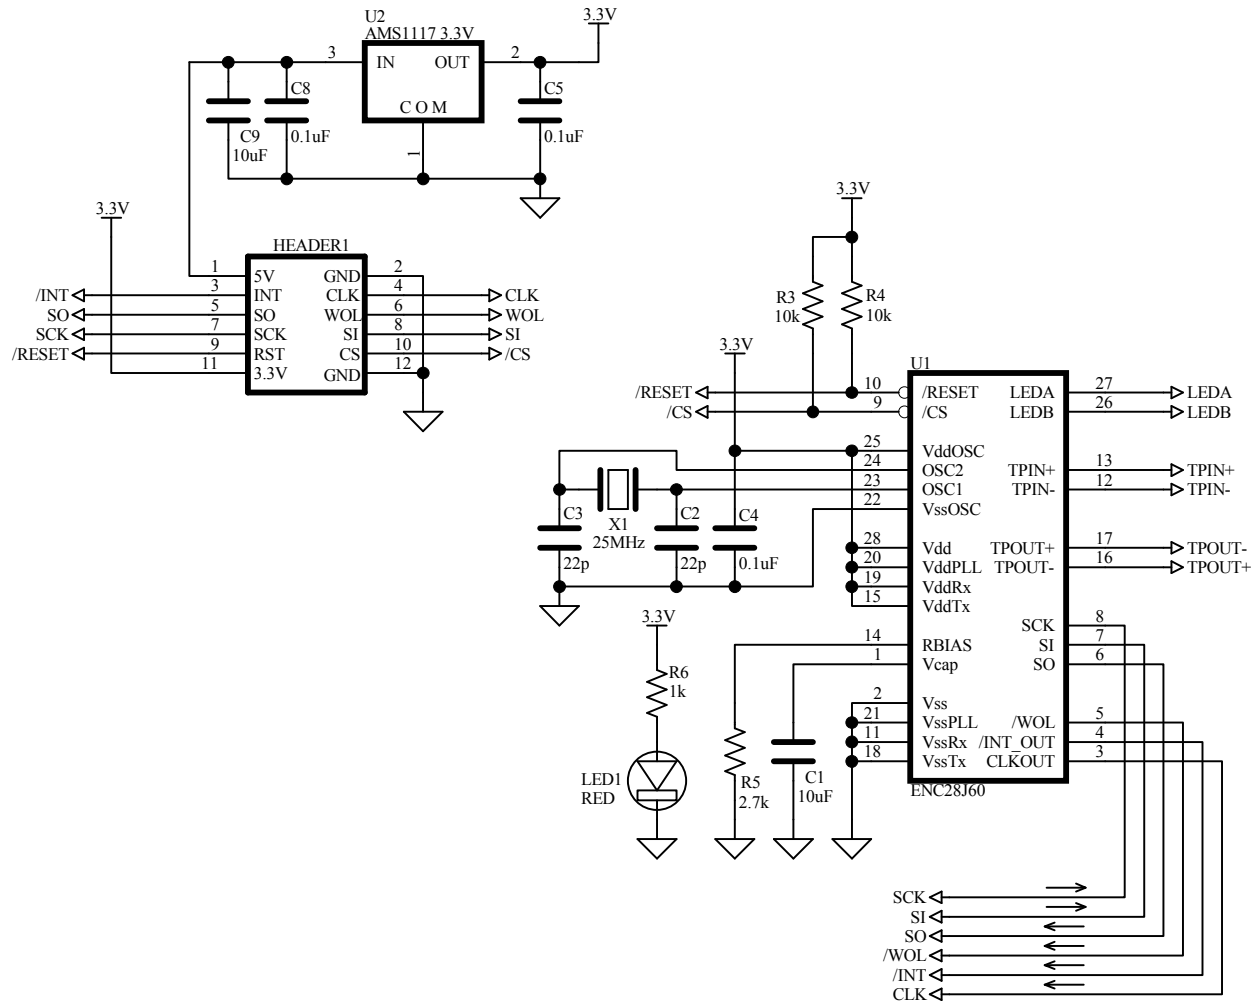 U2
AMS1117 3.3V
3.3V
3 IN OUT 2
C O M
1
C8
0.1uF
C9
10uF
C5
0.1uF
3.3V
HEADER1
1 5V GND 2
/INT 3 INT CLK 4 CLK
SO 5 SO WOL 6 WOL
SCK 7 SCK SI 8 SI
/RESET 9 RST CS 10 /CS
11 3.3V GND 12
3.3V
R3
10k
R4
10k
3.3V
U1
/RESET 10 /RESET LEDA 27 LEDA
/CS 9 /CS LEDB 26 LEDB
25 VddOSC
24 OSC2 TPIN+ 13 TPIN+
23 OSC1 TPIN- 12 TPIN-
22 VssOSC
C3
22p
X1
25MHz
C2
22p
C4
0.1uF
28 Vdd TPOUT+ 17 TPOUT-
20 VddPLL TPOUT- 16 TPOUT+
19 VddRx
15 VddTx
SCK 8
14 RBIAS SI 7
1 Vcap SO 6
2 Vss
21 VssPLL /WOL 5
11 VssRx /INT_OUT 4
18 VssTx CLKOUT 3
ENC28J60
3.3V
R6
1k
LED1
RED
R5
2.7k
C1
10uF
SCK
SI
SO
/WOL
/INT
CLK